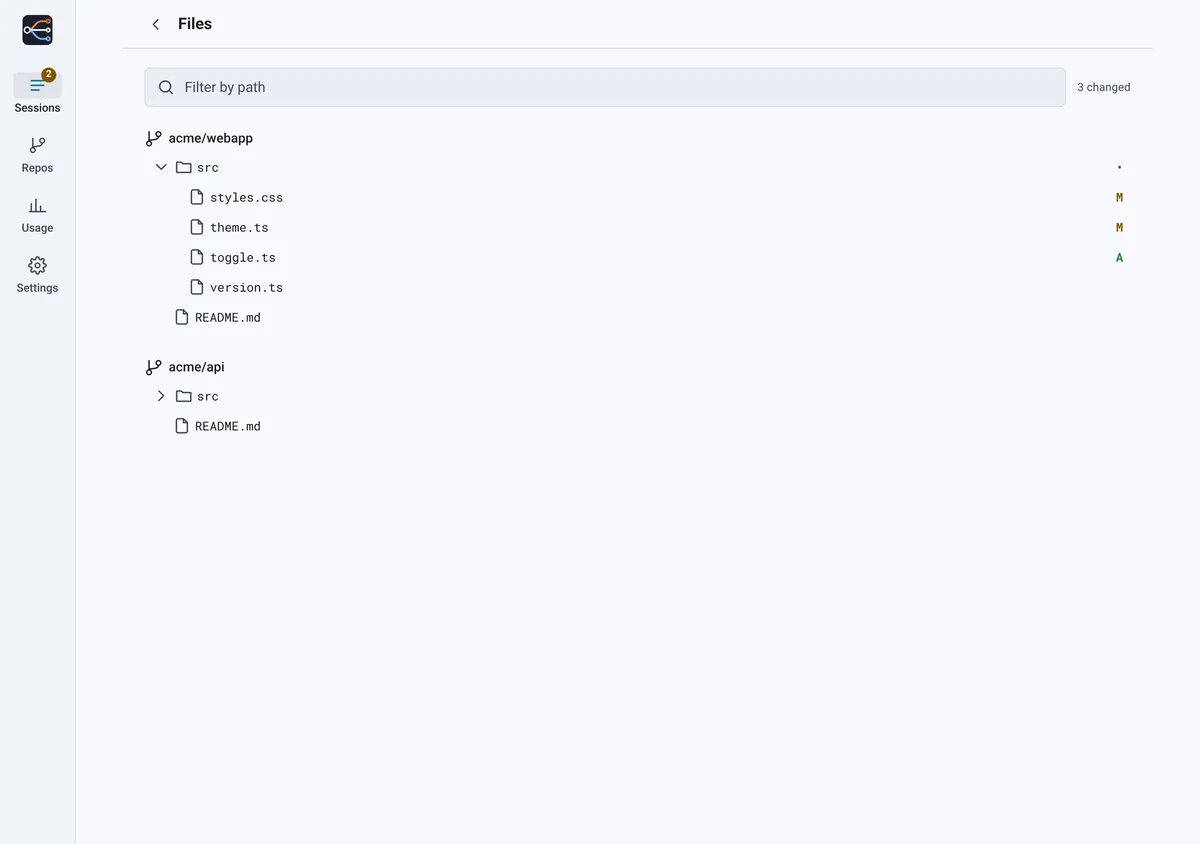 Files
2
Sessions
Repos
Usage
Settings
Filter by path
3 changed
acme/webapp
src
styles.css M
theme.ts M
toggle.ts A
version.ts
README.md
acme/api
src
README.md